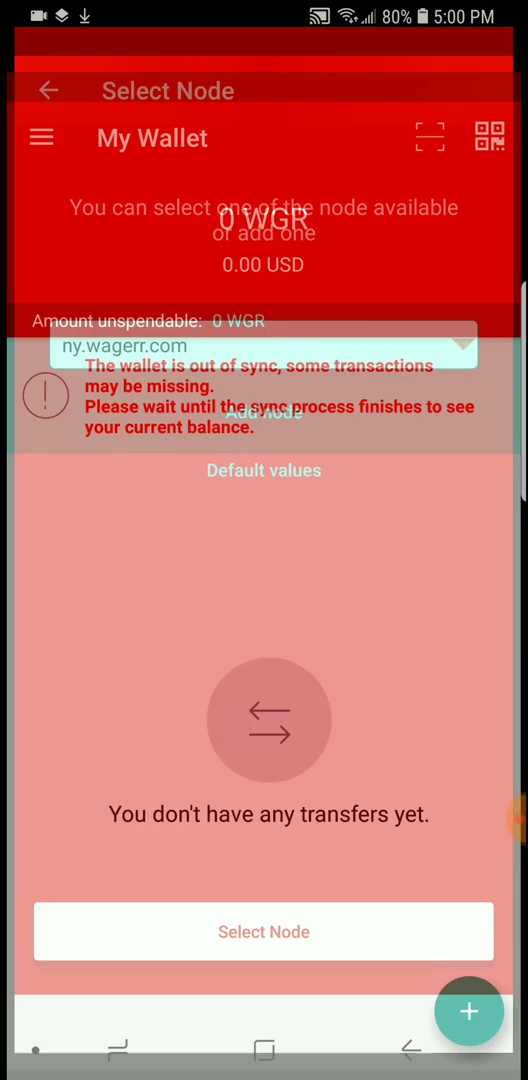 80% 5:00 PM
Select Node
My Wallet
You can select one of the node available
or add one
0 WGR
0.00 USD
Amount unspendable: 0 WGR
ny.wagerr.com
The wallet is out of sync, some transactions
may be missing.
Please wait until the sync process finishes to see
your current balance.
Add node
Default values
You don't have any transfers yet.
Select Node